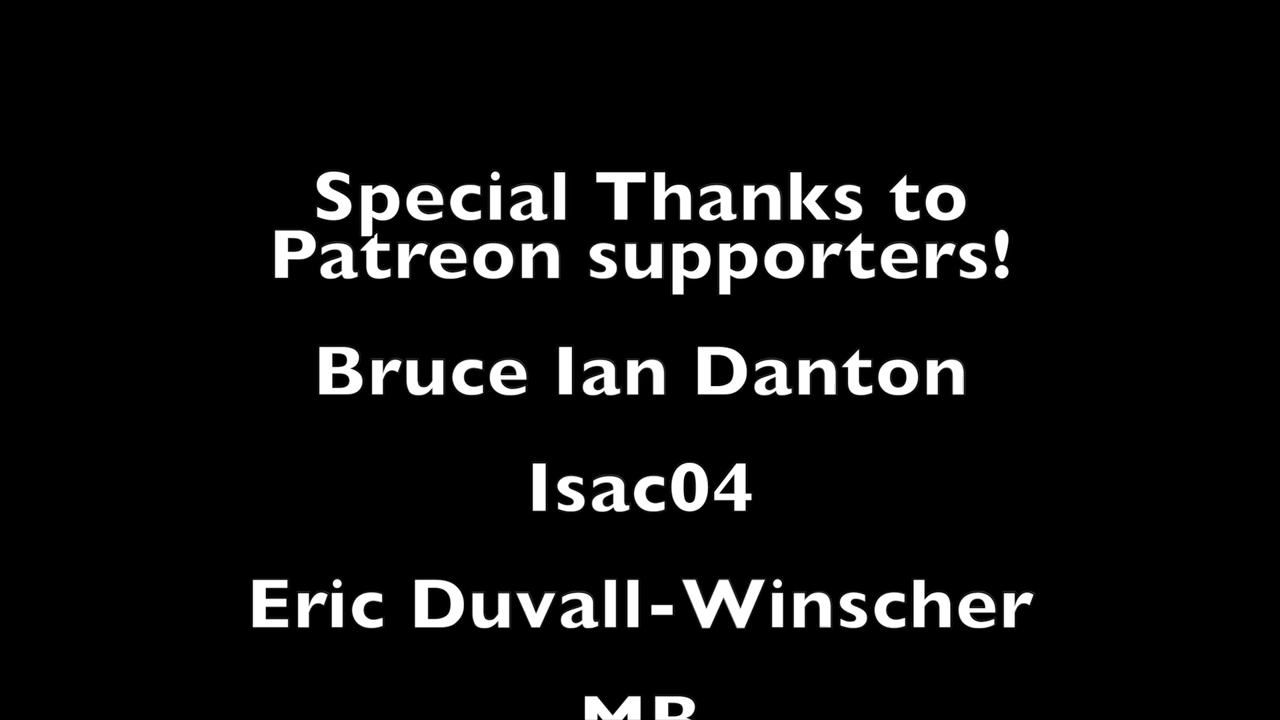 Special Thanks to
Patreon supporters!
Bruce Ian Danton
Isac04
Eric Duvall-Winscher